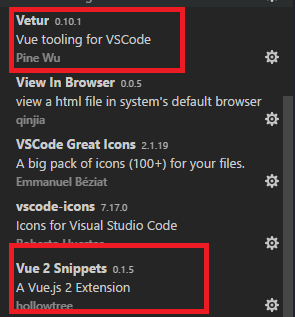 Vetur 0.10.1
Vue tooling for VSCode
Pine Wu
View In Browser 0.0.5
view a html file in system's default browser
qinjia
VSCode Great Icons 2.1.19
A big pack of icons (100+) for your files.
Emmanuel Béziat
vscode-icons 7.17.0
Icons for Visual Studio Code
Roberto Huertas
Vue 2 Snippets 0.1.5
A Vue.js 2 Extension
hollowtree